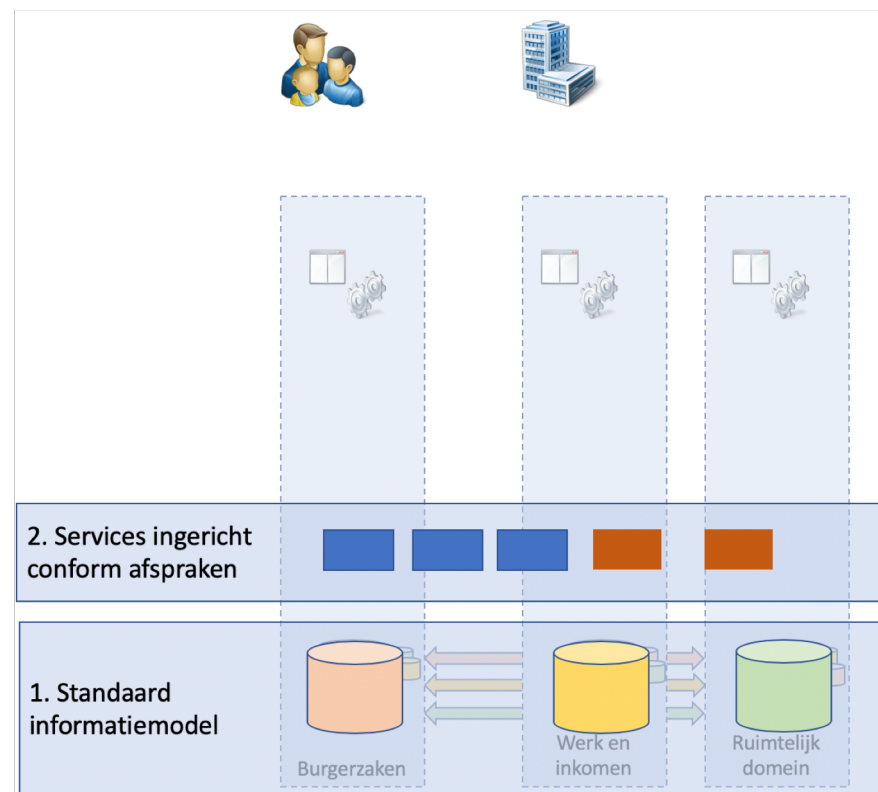 2. Services ingericht
conform afspraken
1. Standaard
informatiemodel
Burgerzaken
Werk en
inkomen
Ruimtelijk
domein